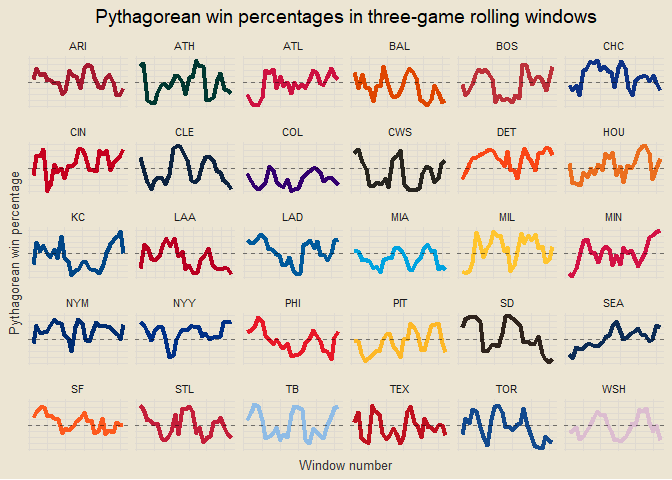 Pythagorean win percentages in three-game rolling windows
ARI ATH ATL BAL BOS CHC
CIN CLE COL CWS DET HOU
KC LAA LAD MIA MIL MIN
NYM NYY PHI PIT SD SEA
SF STL TB TEX TOR WSH
Pythagorean win percentage
Window number